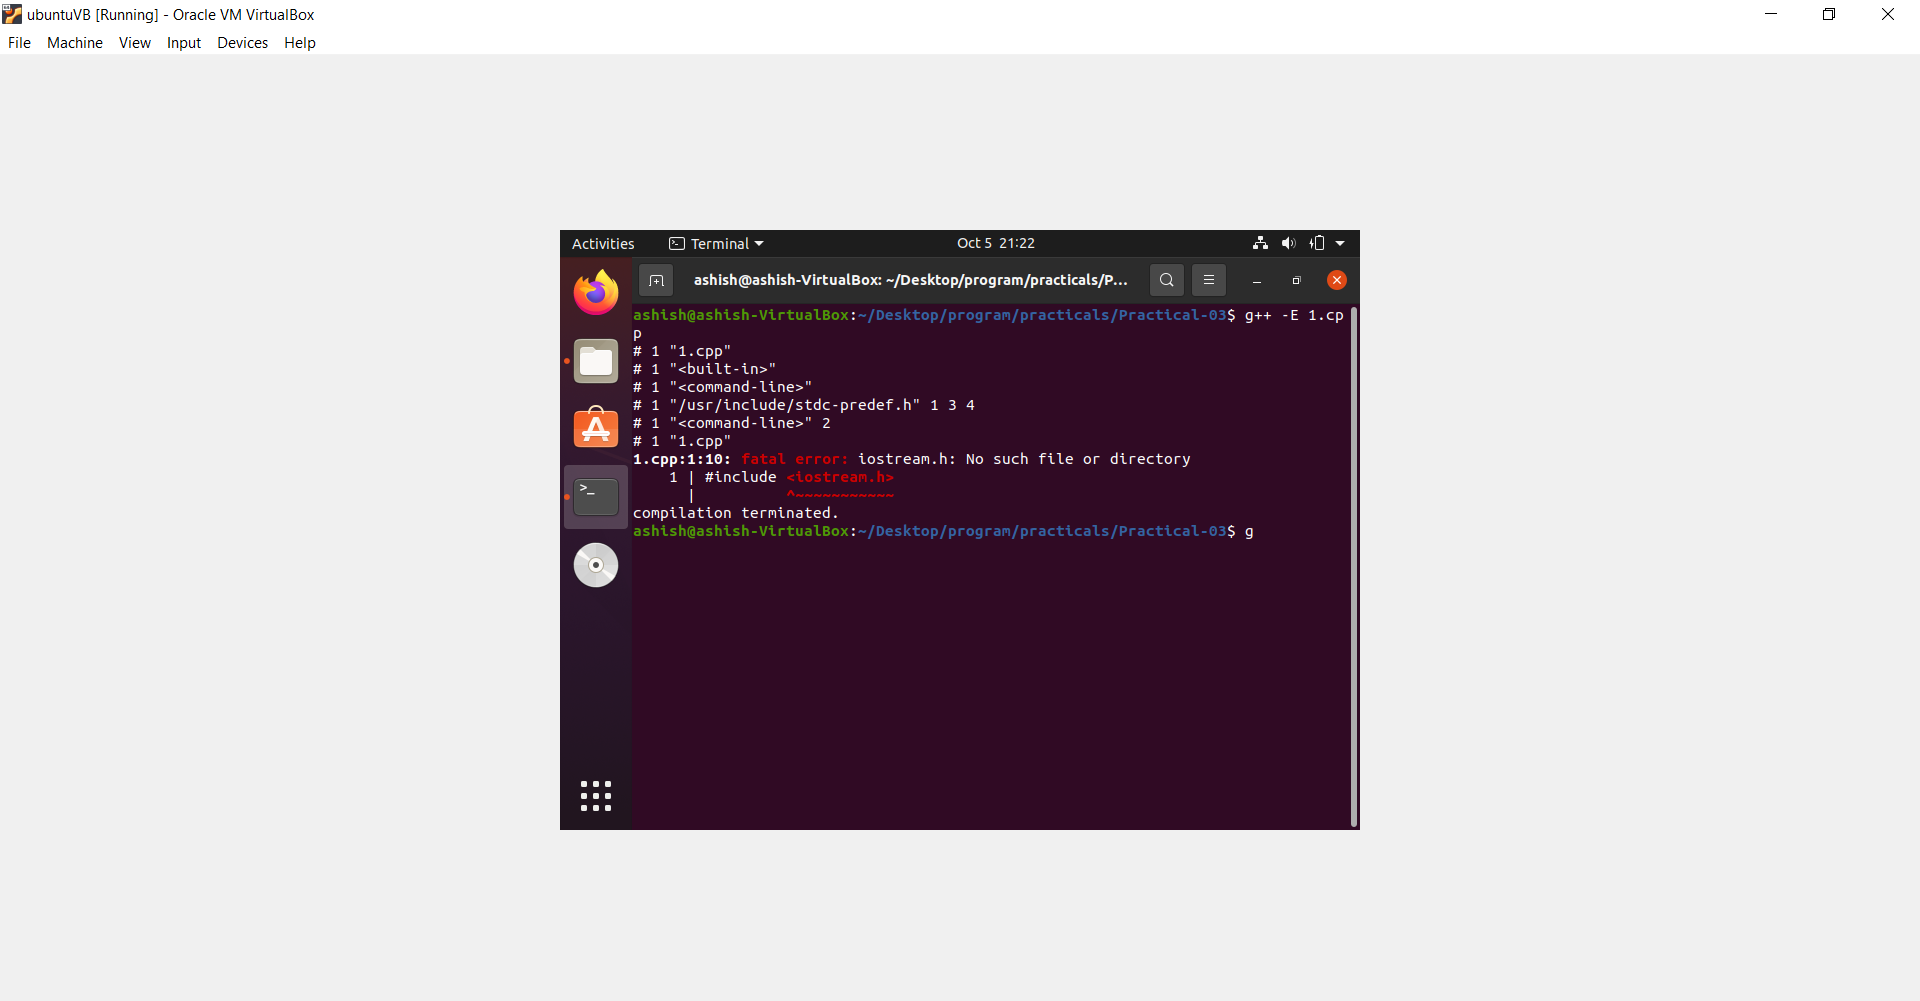 ubuntuVB [Running] - Oracle VM VirtualBox
File Machine View Input Devices Help
Activities Terminal Oct 5 21:22
ashish@ashish-VirtualBox: ~/Desktop/program/practicals/P...
ashish@ashish-VirtualBox:~/Desktop/program/practicals/Practical-03$ g++ -E 1.cp
p
# 1 "1.cpp"
# 1 "<built-in>"
# 1 "<command-line>"
# 1 "/usr/include/stdc-predef.h" 1 3 4
# 1 "<command-line>" 2
# 1 "1.cpp"
1.cpp:1:10: fatal error: iostream.h: No such file or directory
    1 | #include <iostream.h>
      |          ^~~~~~~~~~~~
compilation terminated.
ashish@ashish-VirtualBox:~/Desktop/program/practicals/Practical-03$ g